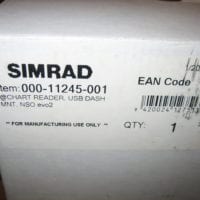 SIMRAD
tem: 000-11245-001
@CHART READER, USB DASH
MNT, NSO evo2
EAN Code
** FOR MANUFACTURING USE ONLY **
QTY: 1